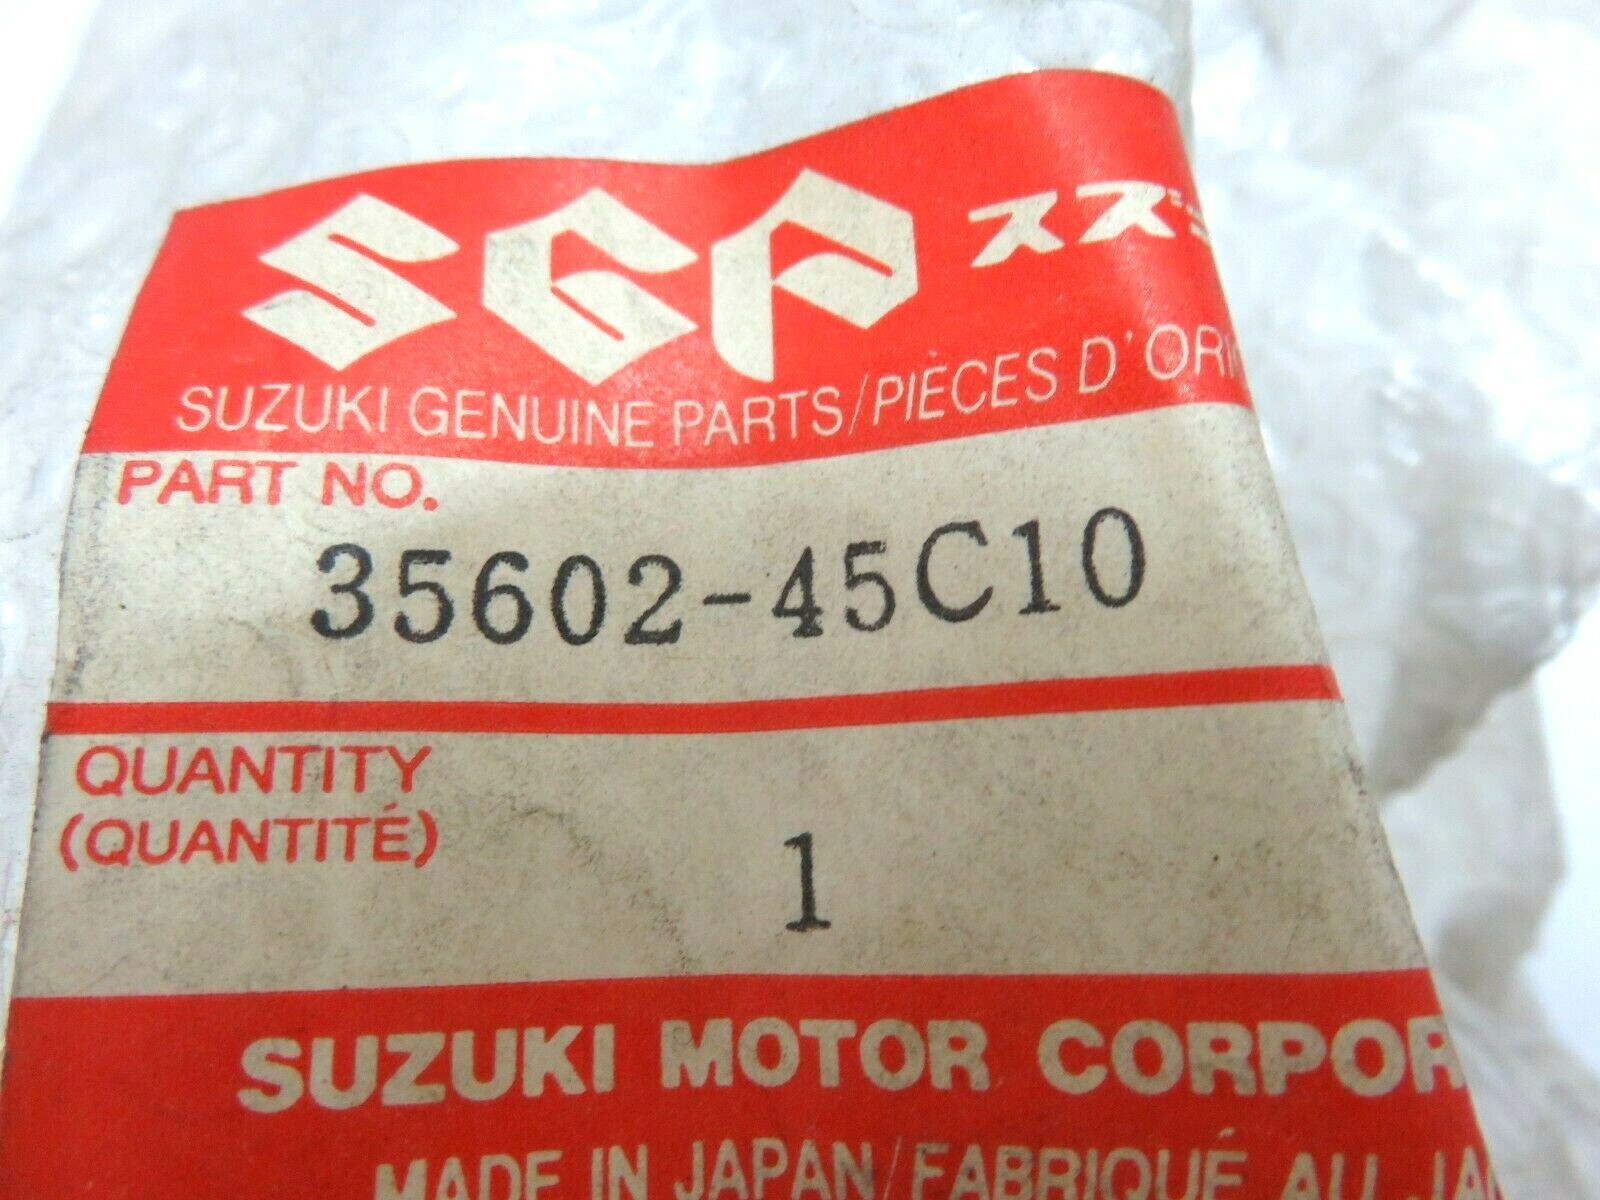 SGP スズ
SUZUKI GENUINE PARTS/PIÈCES D'ORI
PART NO.
35602-45C10
QUANTITY
(QUANTITÉ)
1
SUZUKI MOTOR CORPOR
MADE IN JAPAN/FABRIQUÉ AU JA